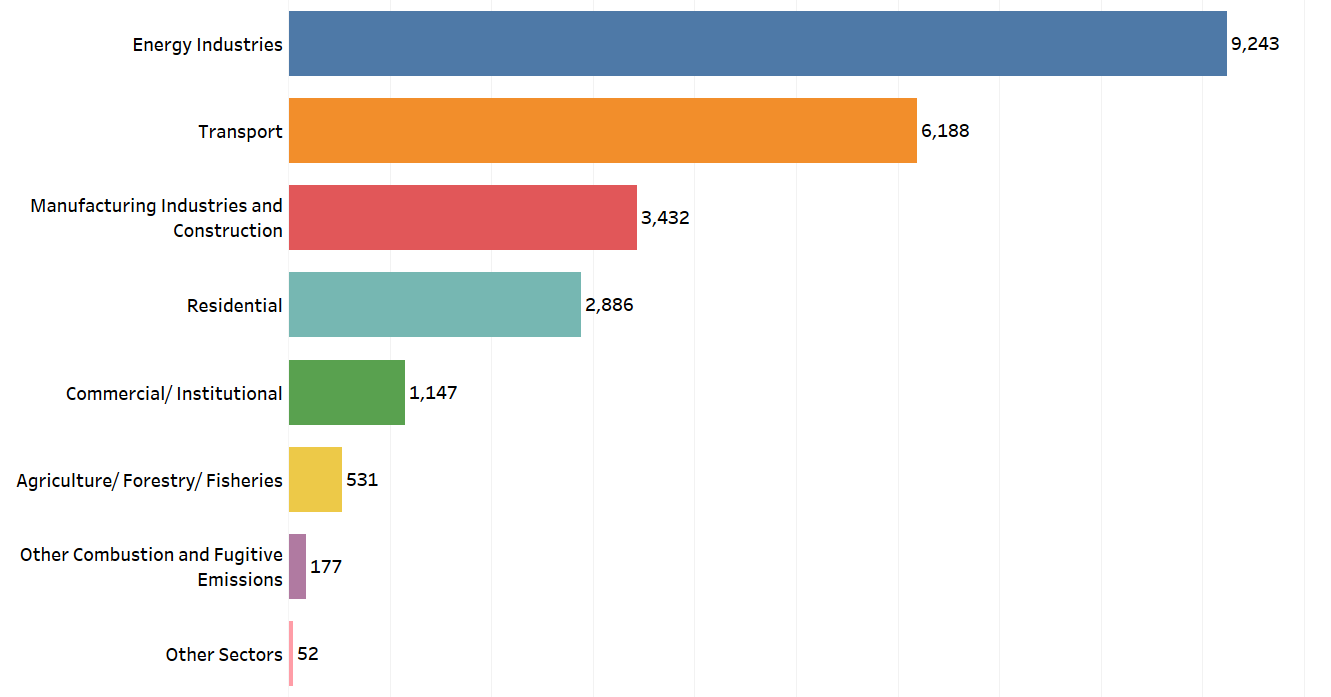 Energy Industries 9,243
Transport 6,188
Manufacturing Industries and
Construction 3,432
Residential 2,886
Commercial/ Institutional 1,147
Agriculture/ Forestry/ Fisheries 531
Other Combustion and Fugitive
Emissions 177
Other Sectors 52